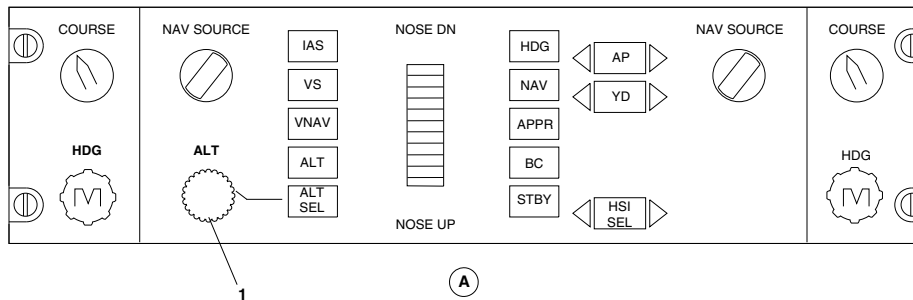 COURSE
NAV SOURCE
IAS
VS
VNAV
ALT
ALT
SEL
NOSE DN
NOSE UP
HDG
NAV
APPR
BC
STBY
AP
YD
HSI
SEL
NAV SOURCE
COURSE
HDG
ALT
HDG
1
A